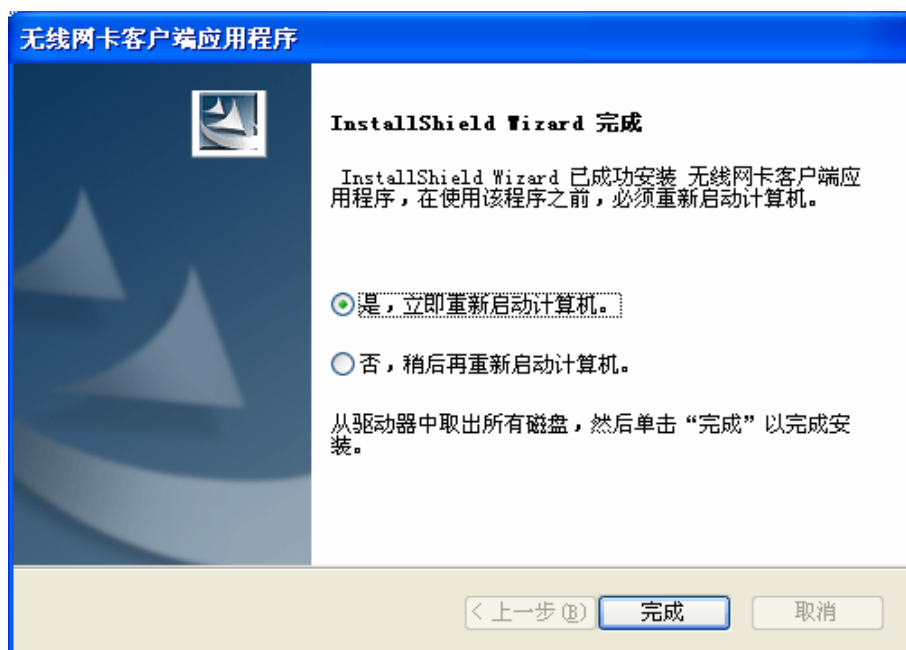 无线网卡客户端应用程序
InstallShield Wizard 完成
InstallShield Wizard 已成功安装 无线网卡客户端应
用程序，在使用该程序之前，必须重新启动计算机。
是，立即重新启动计算机。
否，稍后再重新启动计算机。
从驱动器中取出所有磁盘，然后单击“完成”以完成安
装。
< 上一步(B) 完成 取消